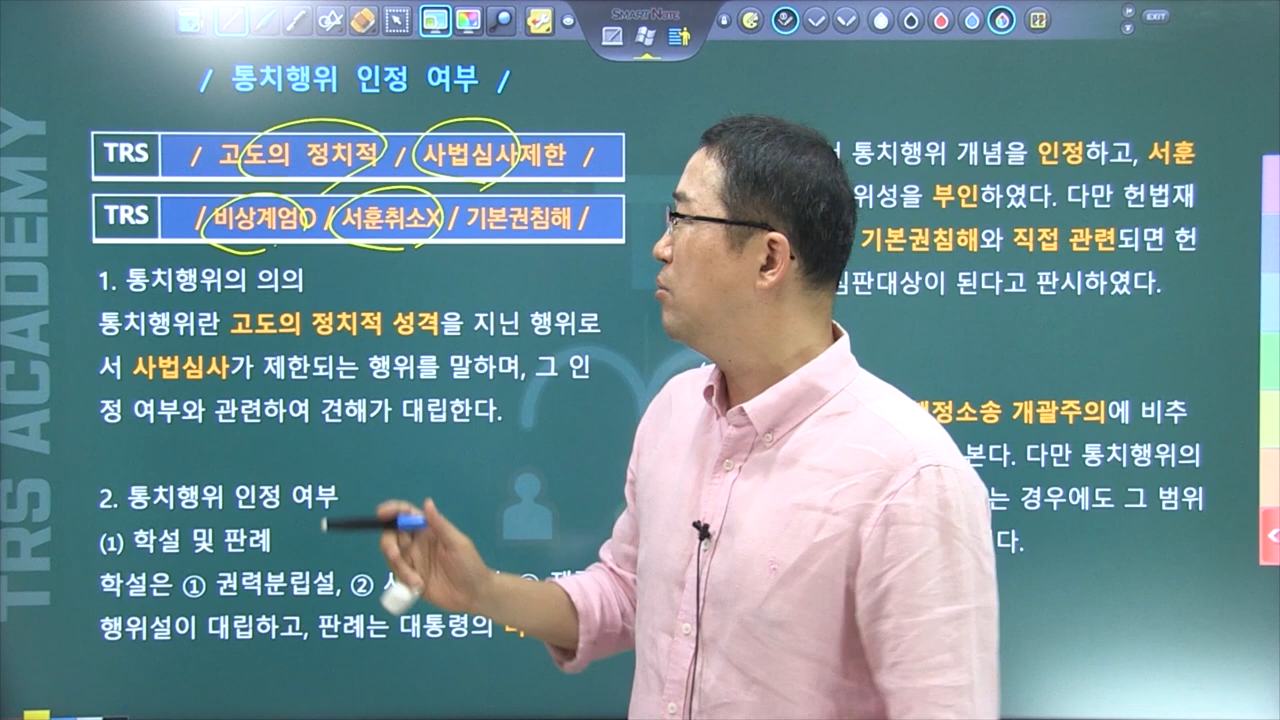 SMART NOTE
EXIT
TRS ACADEMY
/ 통치행위 인정 여부 /
TRS / 고도의 정치적 / 사법심사제한 /
TRS / 비상계엄O / 서훈취소X / 기본권침해 /
1. 통치행위의 의의
통치행위란 고도의 정치적 성격을 지닌 행위로
서 사법심사가 제한되는 행위를 말하며, 그 인
정 여부와 관련하여 견해가 대립한다.
2. 통치행위 인정 여부
(1) 학설 및 판례
학설은 ① 권력분립설, ②
행위설이 대립하고, 판례는 대통령의
통치행위 개념을 인정하고, 서훈
위성을 부인하였다. 다만 헌법재
기본권침해와 직접 관련되면 헌
심판대상이 된다고 판시하였다.
행정소송 개괄주의에 비추
본다. 다만 통치행위의
는 경우에도 그 범위
다.